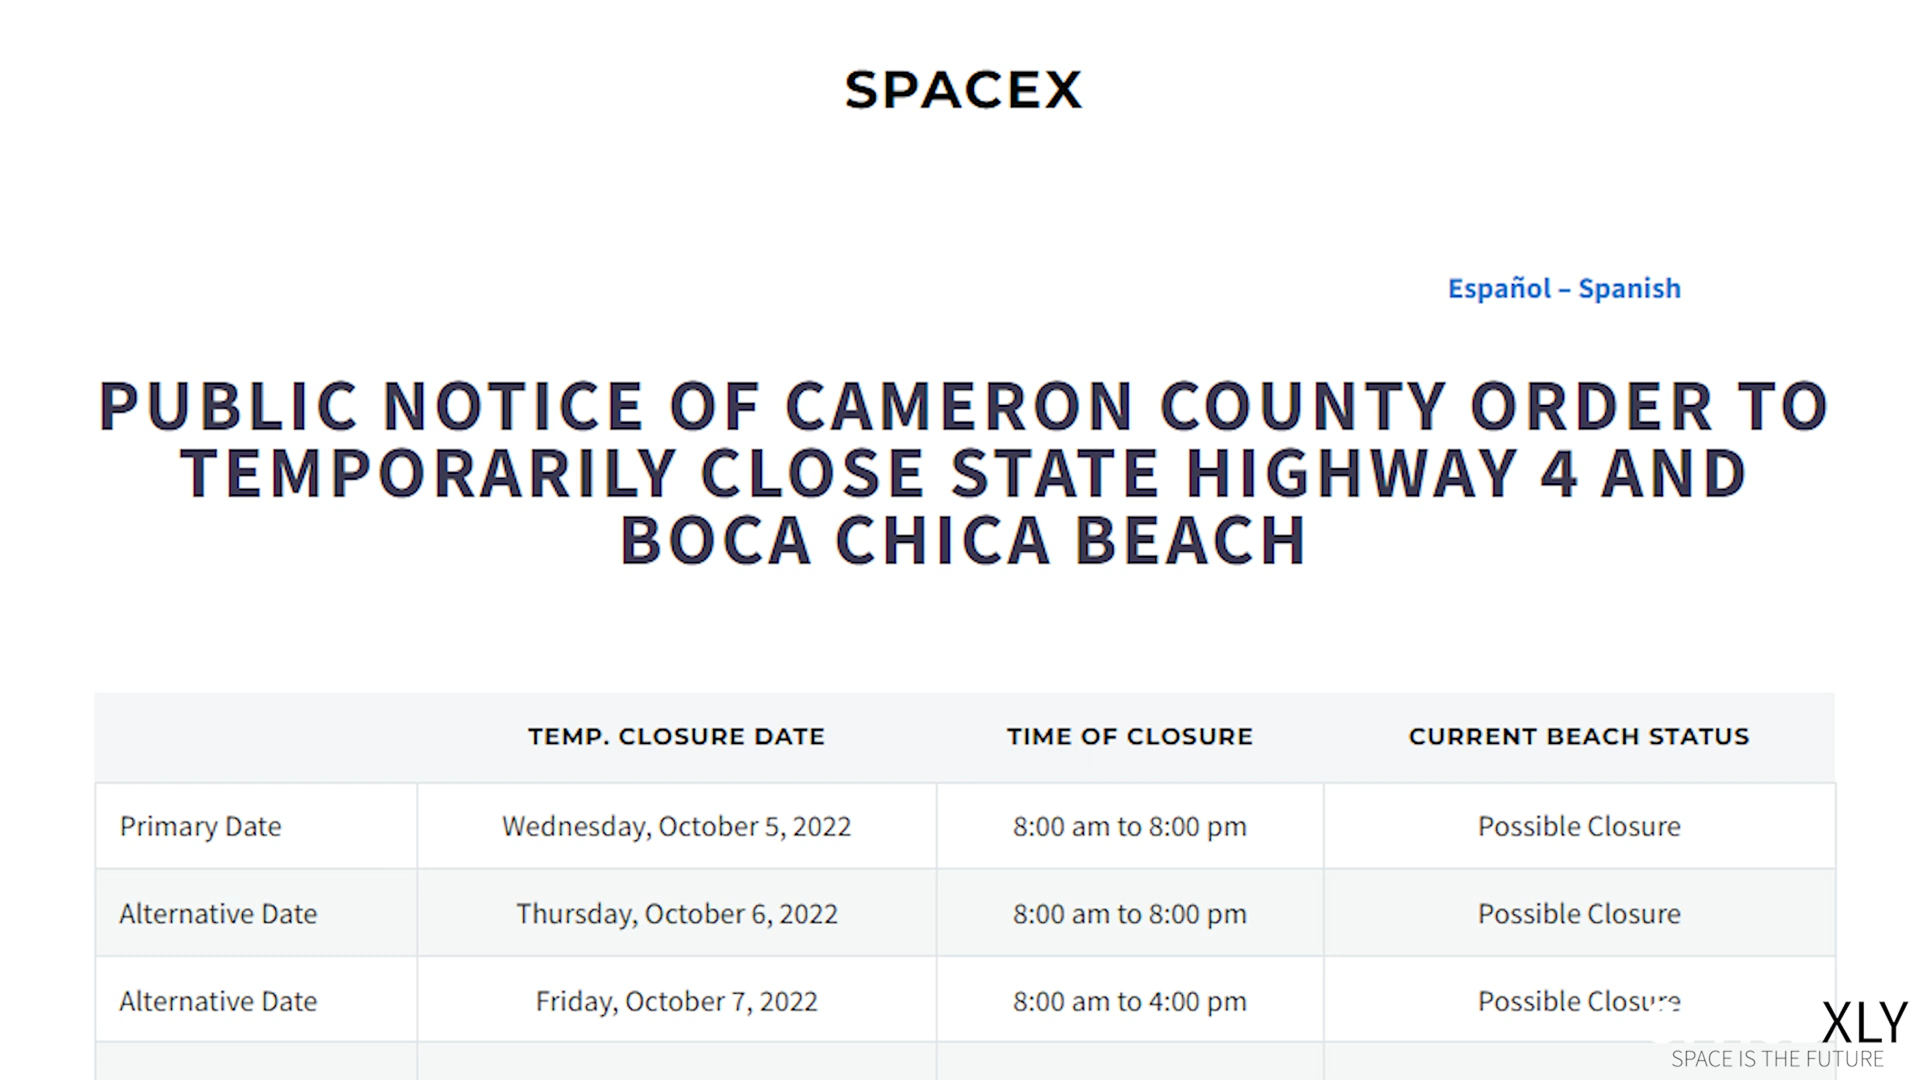 SPACEX
Español – Spanish
PUBLIC NOTICE OF CAMERON COUNTY ORDER TO
TEMPORARILY CLOSE STATE HIGHWAY 4 AND
BOCA CHICA BEACH
TEMP. CLOSURE DATE TIME OF CLOSURE CURRENT BEACH STATUS
Primary Date Wednesday, October 5, 2022 8:00 am to 8:00 pm Possible Closure
Alternative Date Thursday, October 6, 2022 8:00 am to 8:00 pm Possible Closure
Alternative Date Friday, October 7, 2022 8:00 am to 4:00 pm Possible Closure
XLY
SPACE IS THE FUTURE